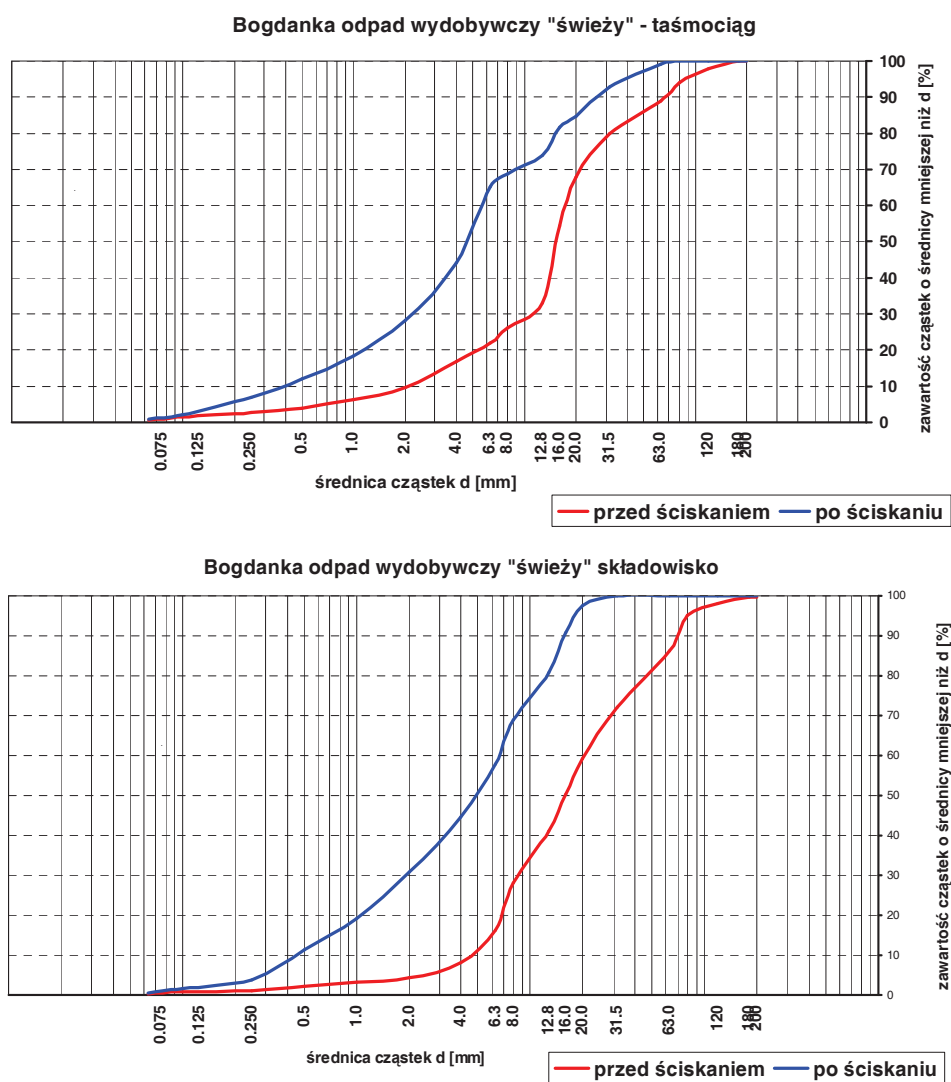 Bogdanka odpad wydobywczy "świeży" - taśmociąg
100
90
80
70
60
50
40
30
20
10
0
zawartość cząstek o średnicy mniejszej niż d [%]
0.075 0.125 0.250 0.5 1.0 2.0 4.0 6.3 8.0 12.8 16.0 20.0 31.5 63.0 120 180 200
średnica cząstek d [mm]
przed ściskaniem po ściskaniu
Bogdanka odpad wydobywczy "świeży" składowisko
100
90
80
70
60
50
40
30
20
10
0
zawartość cząstek o średnicy mniejszej niż d [%]
0.075 0.125 0.250 0.5 1.0 2.0 4.0 6.3 8.0 12.8 16.0 20.0 31.5 63.0 120 180 200
średnica cząstek d [mm]
przed ściskaniem po ściskaniu